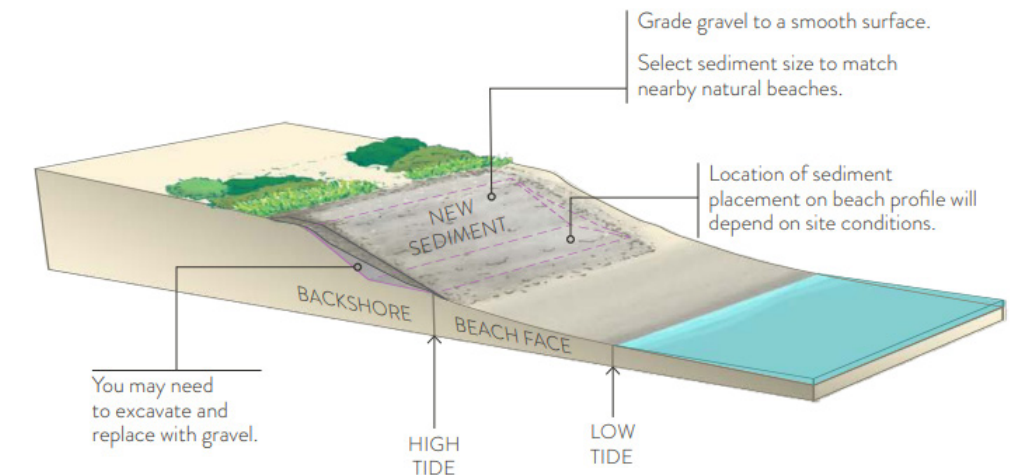 Grade gravel to a smooth surface.
Select sediment size to match
nearby natural beaches.
Location of sediment
placement on beach profile will
depend on site conditions.
NEW
SEDIMENT
BACKSHORE
BEACH FACE
You may need
to excavate and
replace with gravel.
HIGH
TIDE
LOW
TIDE